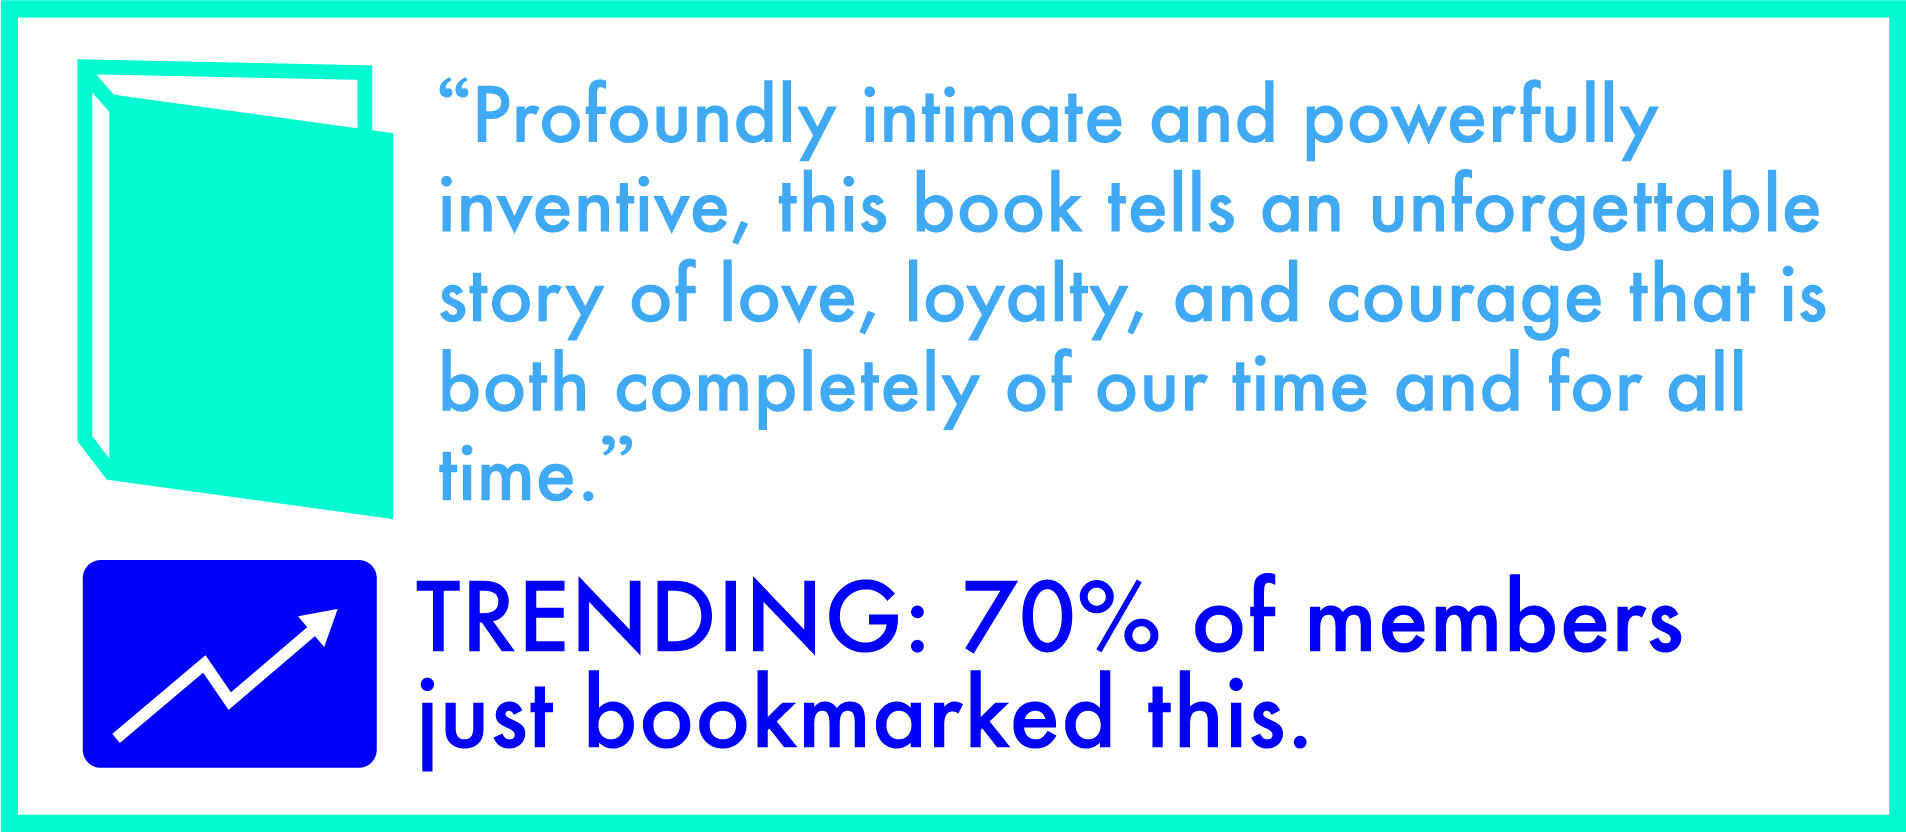 “Profoundly intimate and powerfully
inventive, this book tells an unforgettable
story of love, loyalty, and courage that is
both completely of our time and for all
time.”
TRENDING: 70% of members
just bookmarked this.